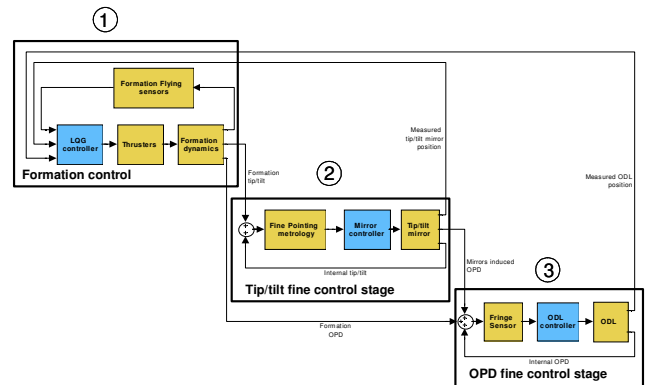 1
Formation Flying
sensors
LQG
controller
Thrusters
Formation
dynamics
Formation control
Formation
tip/tilt
Measured
tip/tilt mirror
position
Measured ODL
position
2
Fine Pointing
metrology
Mirror
controller
Tip/tilt
mirror
Internal tip/tilt
Tip/tilt fine control stage
Mirrors induced
OPD
Formation
OPD
3
Fringe
Sensor
ODL
controller
ODL
Internal OPD
OPD fine control stage